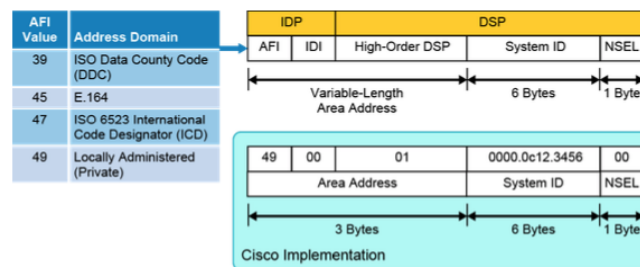 AFI Value
Address Domain
39
ISO Data County Code
(DDC)
45
E.164
47
ISO 6523 International
Code Designator (ICD)
49
Locally Administered
(Private)
IDP
DSP
AFI
IDI
High-Order DSP
System ID
NSEL
Variable-Length
Area Address
6 Bytes
1 Byte
49
00
01
0000.0c12.3456
00
Area Address
System ID
NSEL
3 Bytes
6 Bytes
1 Byte
Cisco Implementation